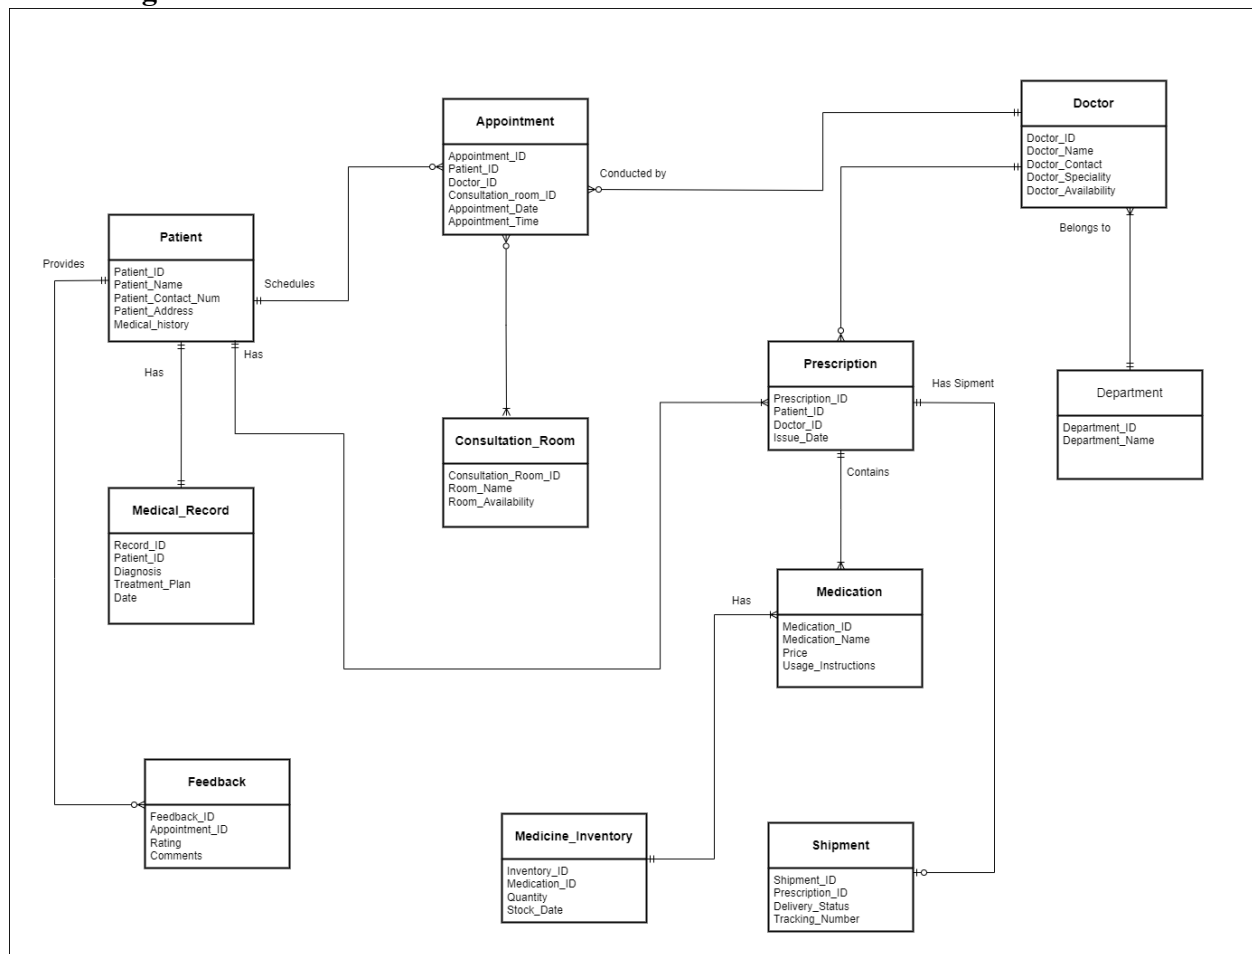 Doctor
Doctor_ID
Doctor_Name
Doctor_Contact
Doctor_Speciality
Doctor_Availability
Appointment
Appointment_ID
Patient_ID
Doctor_ID
Consultation_room_ID
Appointment_Date
Appointment_Time
Conducted by
Belongs to
Patient
Patient_ID
Patient_Name
Patient_Contact_Num
Patient_Address
Medical_history
Provides
Schedules
Has
Has
Prescription
Prescription_ID
Patient_ID
Doctor_ID
Issue_Date
Has Sipment
Department
Department_ID
Department_Name
Contains
Consultation_Room
Consultation_Room_ID
Room_Name
Room_Availability
Medical_Record
Record_ID
Patient_ID
Diagnosis
Treatment_Plan
Date
Has
Medication
Medication_ID
Medication_Name
Price
Usage_Instructions
Feedback
Feedback_ID
Appointment_ID
Rating
Comments
Medicine_Inventory
Inventory_ID
Medication_ID
Quantity
Stock_Date
Shipment
Shipment_ID
Prescription_ID
Delivery_Status
Tracking_Number